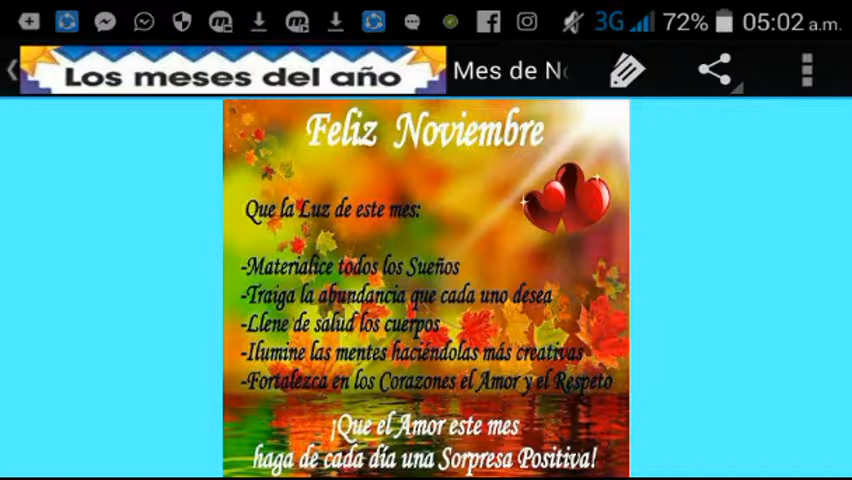 3G 72% 05:02 a.m.
Los meses del año Mes de No
Feliz Noviembre
Que la Luz de este mes:
-Materialice todos los Sueños
-Traiga la abundancia que cada uno desea
-Llene de salud los cuerpos
-Ilumine las mentes haciéndolas más creativas
-Fortalezca en los Corazones el Amor y el Respeto
¡Que el Amor este mes
haga de cada día una Sorpresa Positiva!